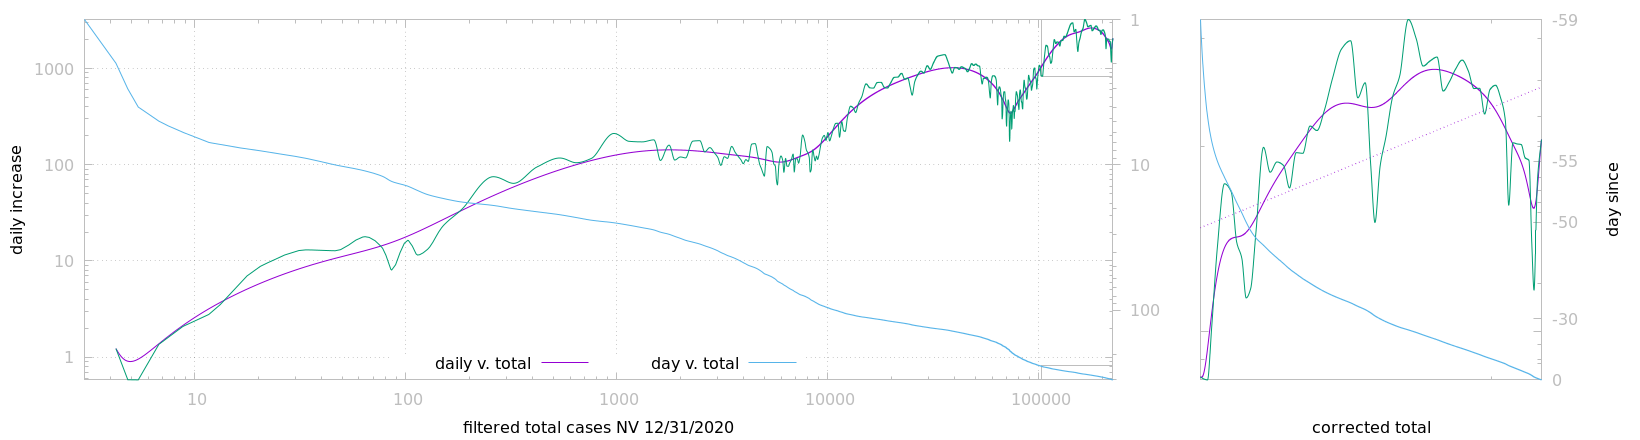 1000
100
10
1
daily increase
daily v. total
day v. total
10
100
1000
10000
100000
filtered total cases NV 12/31/2020
1
10
100
-59
-55
-50
-30
0
day since
corrected total